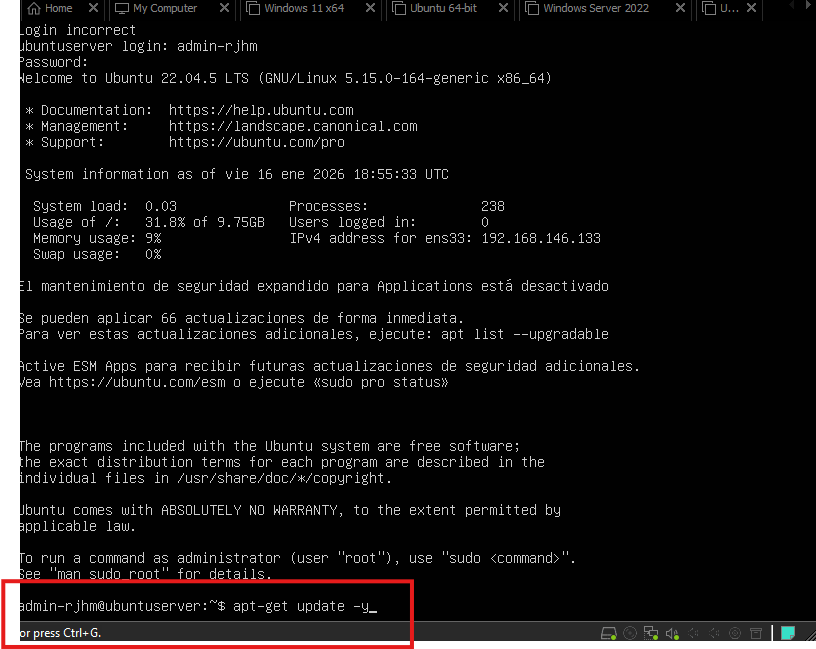 Home
My Computer
Windows 11 x64
Ubuntu 64-bit
Windows Server 2022
U...
Login incorrect
ubuntuserver login: admin-rjhm
Password:
Welcome to Ubuntu 22.04.5 LTS (GNU/Linux 5.15.0-164-generic x86_64)
* Documentation:  https://help.ubuntu.com
* Management:     https://landscape.canonical.com
* Support:        https://ubuntu.com/pro
System information as of vie 16 ene 2026 18:55:33 UTC
System load:  0.03               Processes:               238
Usage of /:   31.8% of 9.75GB   Users logged in:         0
Memory usage: 9%                 IPv4 address for ens33: 192.168.146.133
Swap usage:   0%
El mantenimiento de seguridad expandido para Applications está desactivado
Se pueden aplicar 66 actualizaciones de forma inmediata.
Para ver estas actualizaciones adicionales, ejecute: apt list --upgradable
Active ESM Apps para recibir futuras actualizaciones de seguridad adicionales.
Vea https://ubuntu.com/esm o ejecute «sudo pro status»
The programs included with the Ubuntu system are free software;
the exact distribution terms for each program are described in the
individual files in /usr/share/doc/*/copyright.
Ubuntu comes with ABSOLUTELY NO WARRANTY, to the extent permitted by
applicable law.
To run a command as administrator (user "root"), use "sudo <command>".
See "man sudo_root" for details.
admin-rjhm@ubuntuserver:~$ apt-get update -y_
or press Ctrl+G.